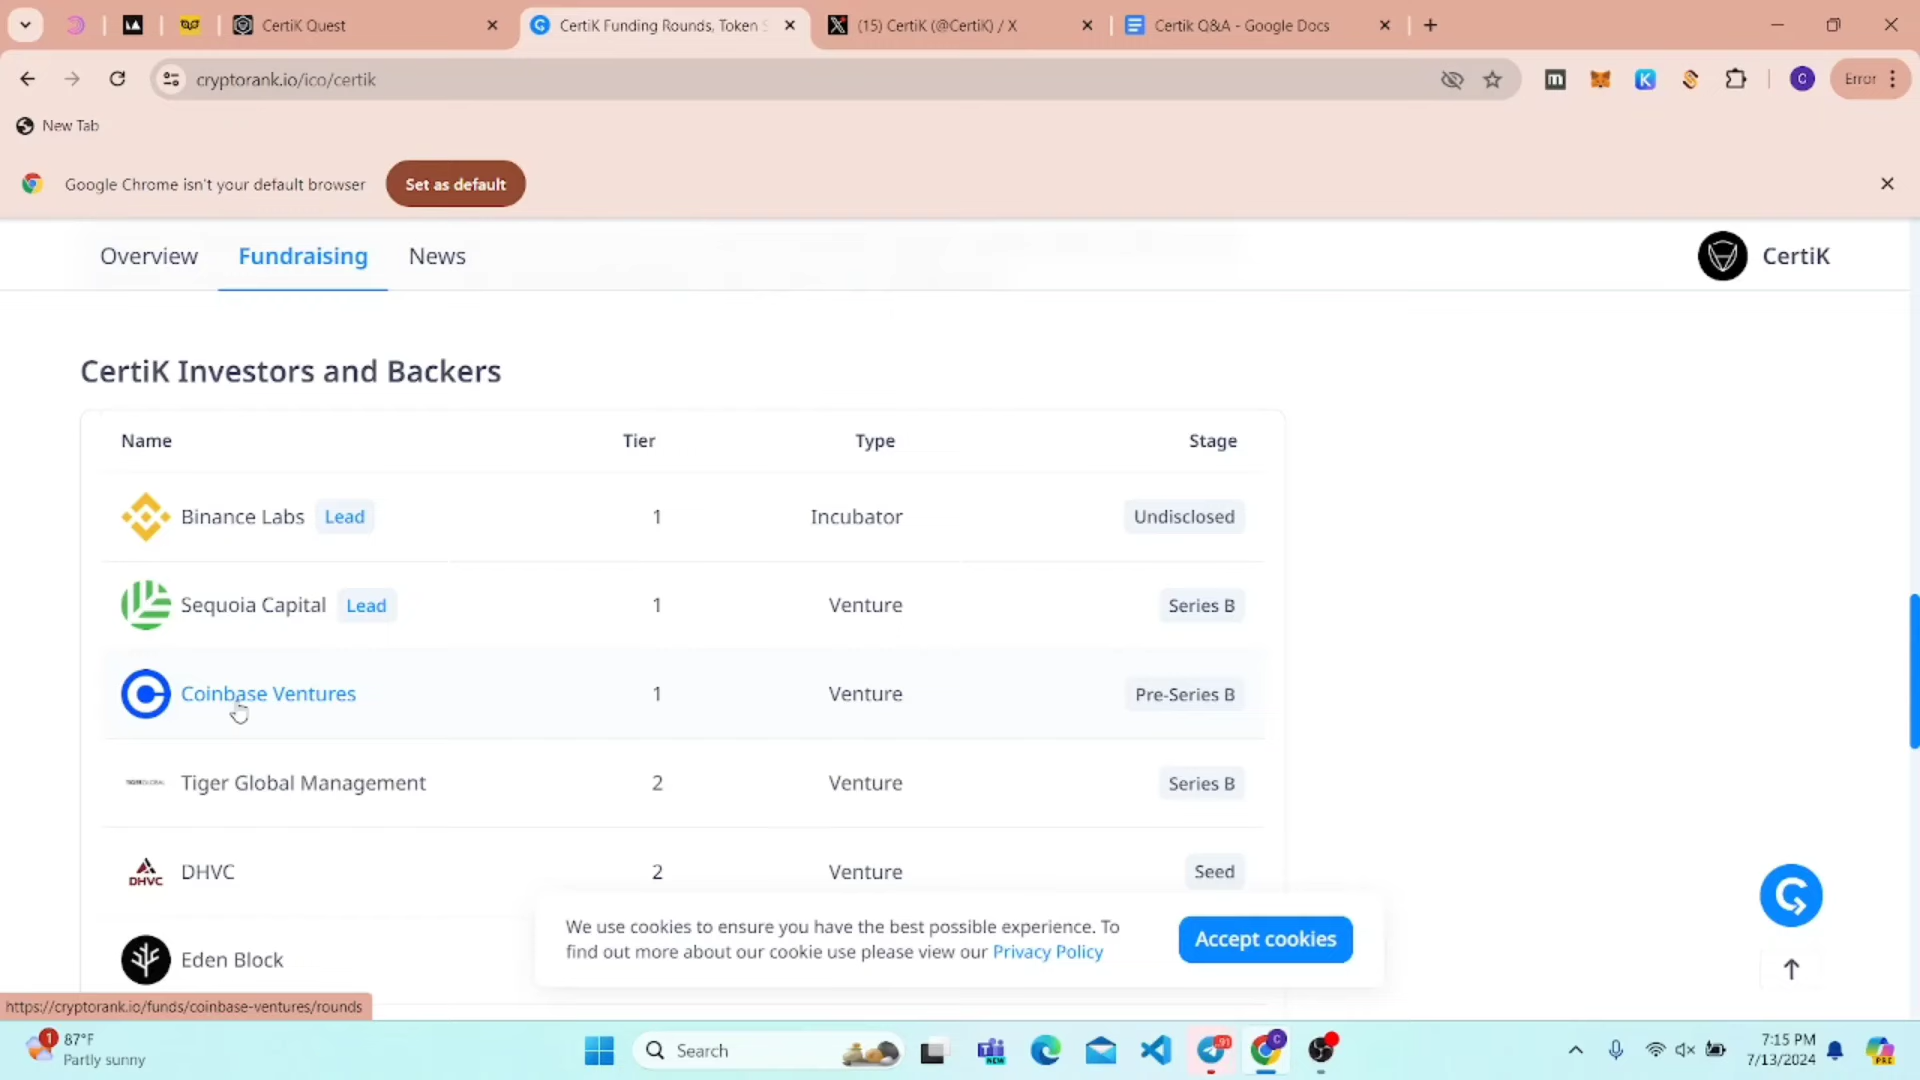 CertiK Quest
CertiK Funding Rounds, Token S
(15) CertiK (@CertiK) / X
Certik Q&A - Google Docs
cryptorank.io/ico/certik
Error
New Tab
Google Chrome isn't your default browser
Set as default
Overview
Fundraising
News
CertiK
CertiK Investors and Backers
Name Tier Type Stage
Binance Labs Lead 1 Incubator Undisclosed
Sequoia Capital Lead 1 Venture Series B
Coinbase Ventures 1 Venture Pre-Series B
Tiger Global Management 2 Venture Series B
DHVC DHVC 2 Venture Seed
Eden Block
We use cookies to ensure you have the best possible experience. To
find out more about our cookie use please view our Privacy Policy
Accept cookies
https://cryptorank.io/funds/coinbase-ventures/rounds
1
87°F
Partly sunny
Search
NEW
91
C
7:15 PM
7/13/2024
PRE